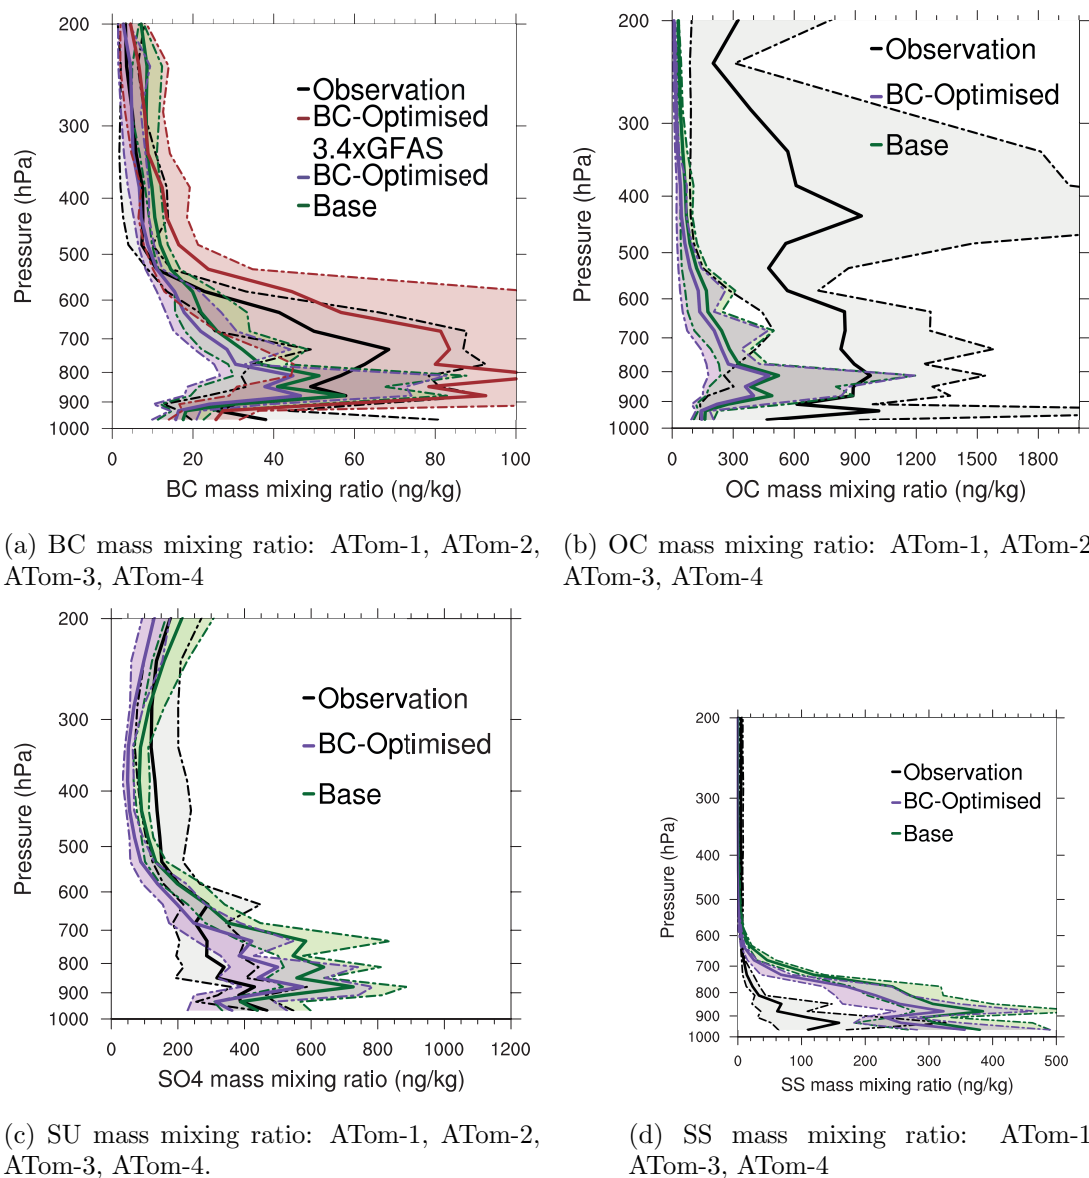 200
300
400
500
600
700
800
900
1000
Pressure (hPa)
Observation
BC-Optimised
3.4xGFAS
BC-Optimised
Base
0 20 40 60 80 100
BC mass mixing ratio (ng/kg)
200
300
400
500
600
700
800
900
1000
Pressure (hPa)
Observation
BC-Optimised
Base
0 300 600 900 1200 1500 1800
OC mass mixing ratio (ng/kg)
(a) BC mass mixing ratio: ATom-1, ATom-2,
ATom-3, ATom-4
(b) OC mass mixing ratio: ATom-1, ATom-2
ATom-3, ATom-4
200
300
400
500
600
700
800
900
1000
Pressure (hPa)
Observation
BC-Optimised
Base
0 200 400 600 800 1000 1200
SO4 mass mixing ratio (ng/kg)
200
300
400
500
600
700
800
900
1000
Pressure (hPa)
Observation
BC-Optimised
Base
0 100 200 300 400 500
SS mass mixing ratio (ng/kg)
(c) SU mass mixing ratio: ATom-1, ATom-2,
ATom-3, ATom-4.
(d) SS mass mixing ratio: ATom-1
ATom-3, ATom-4